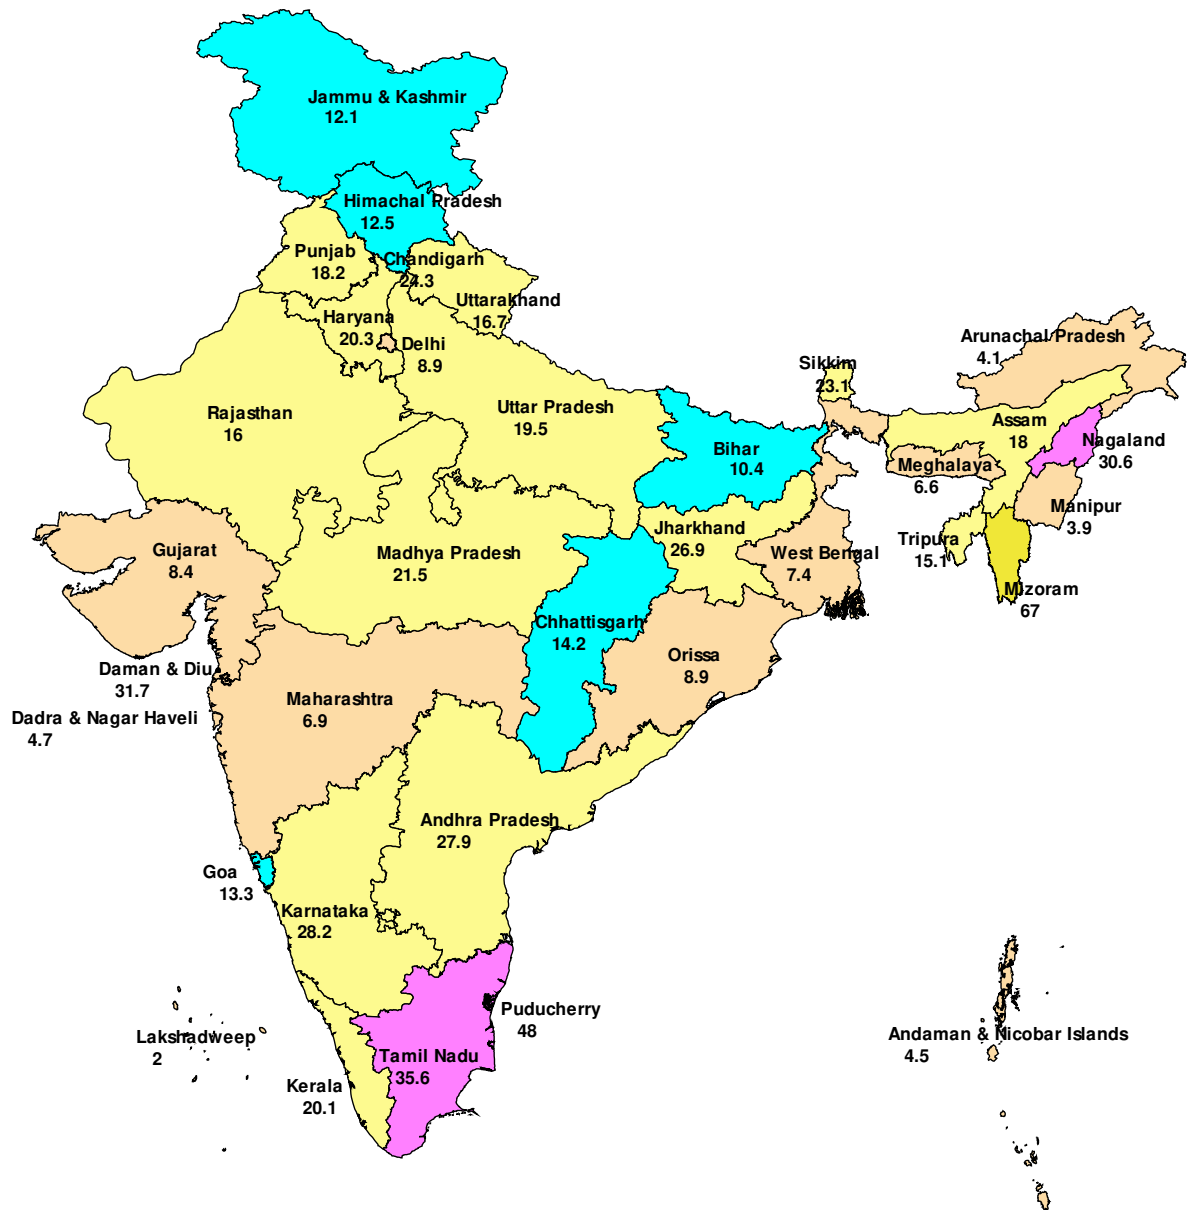 Jammu & Kashmir
12.1
Himachal Pradesh
12.5
Punjab
18.2
Chandigarh
24.3
Uttarakhand
16.7
Haryana
20.3
Delhi
8.9
Arunachal Pradesh
4.1
Sikkim
23.1
Rajasthan
16
Uttar Pradesh
19.5
Assam
18
Bihar
10.4
Nagaland
30.6
Meghalaya
6.6
Manipur
3.9
Jharkhand
26.9
Tripura
15.1
Gujarat
8.4
Madhya Pradesh
21.5
West Bengal
7.4
Mizoram
67
Chhattisgarh
14.2
Orissa
8.9
Daman & Diu
31.7
Maharashtra
6.9
Dadra & Nagar Haveli
4.7
Andhra Pradesh
27.9
Goa
13.3
Karnataka
28.2
Puducherry
48
Lakshadweep
2
Andaman & Nicobar Islands
4.5
Tamil Nadu
35.6
Kerala
20.1